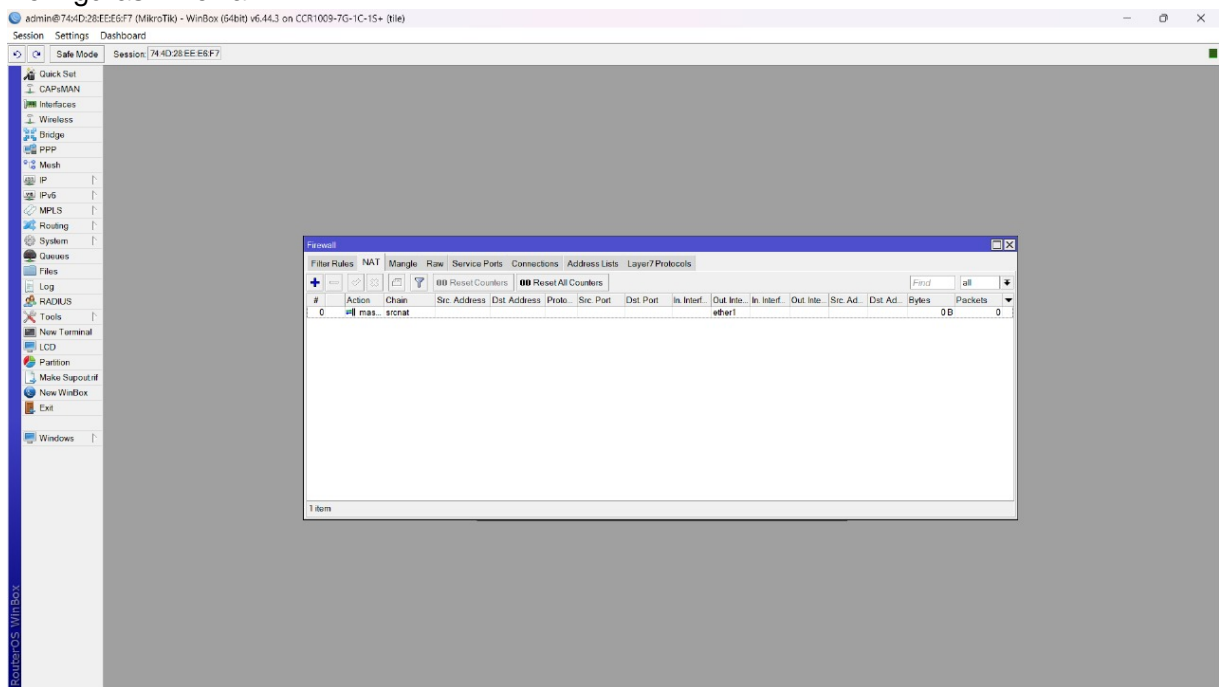 admin@74:4D:28:EE:E6:F7 (MikroTik) - WinBox (64bit) v6.44.3 on CCR1009-7G-1C-1S+ (tile)
Session Settings Dashboard
Safe Mode Session: 74:4D:28:EE:E6:F7
Quick Set
CAPsMAN
Interfaces
Wireless
Bridge
PPP
Mesh
IP
IPv6
MPLS
Routing
System
Queues
Files
Log
RADIUS
Tools
New Terminal
LCD
Partition
Make Supout.rif
New WinBox
Exit
Windows
RouterOS WinBox
Firewall
Filter Rules NAT Mangle Raw Service Ports Connections Address Lists Layer7 Protocols
00 Reset Counters 00 Reset All Counters Find all
# Action Chain Src. Address Dst. Address Proto... Src. Port Dst. Port In. Interf... Out. Inte... In. Interf... Out. Inte... Src. Ad... Dst. Ad... Bytes Packets
0 mas... srcnat ether1 0 B 0
1 item